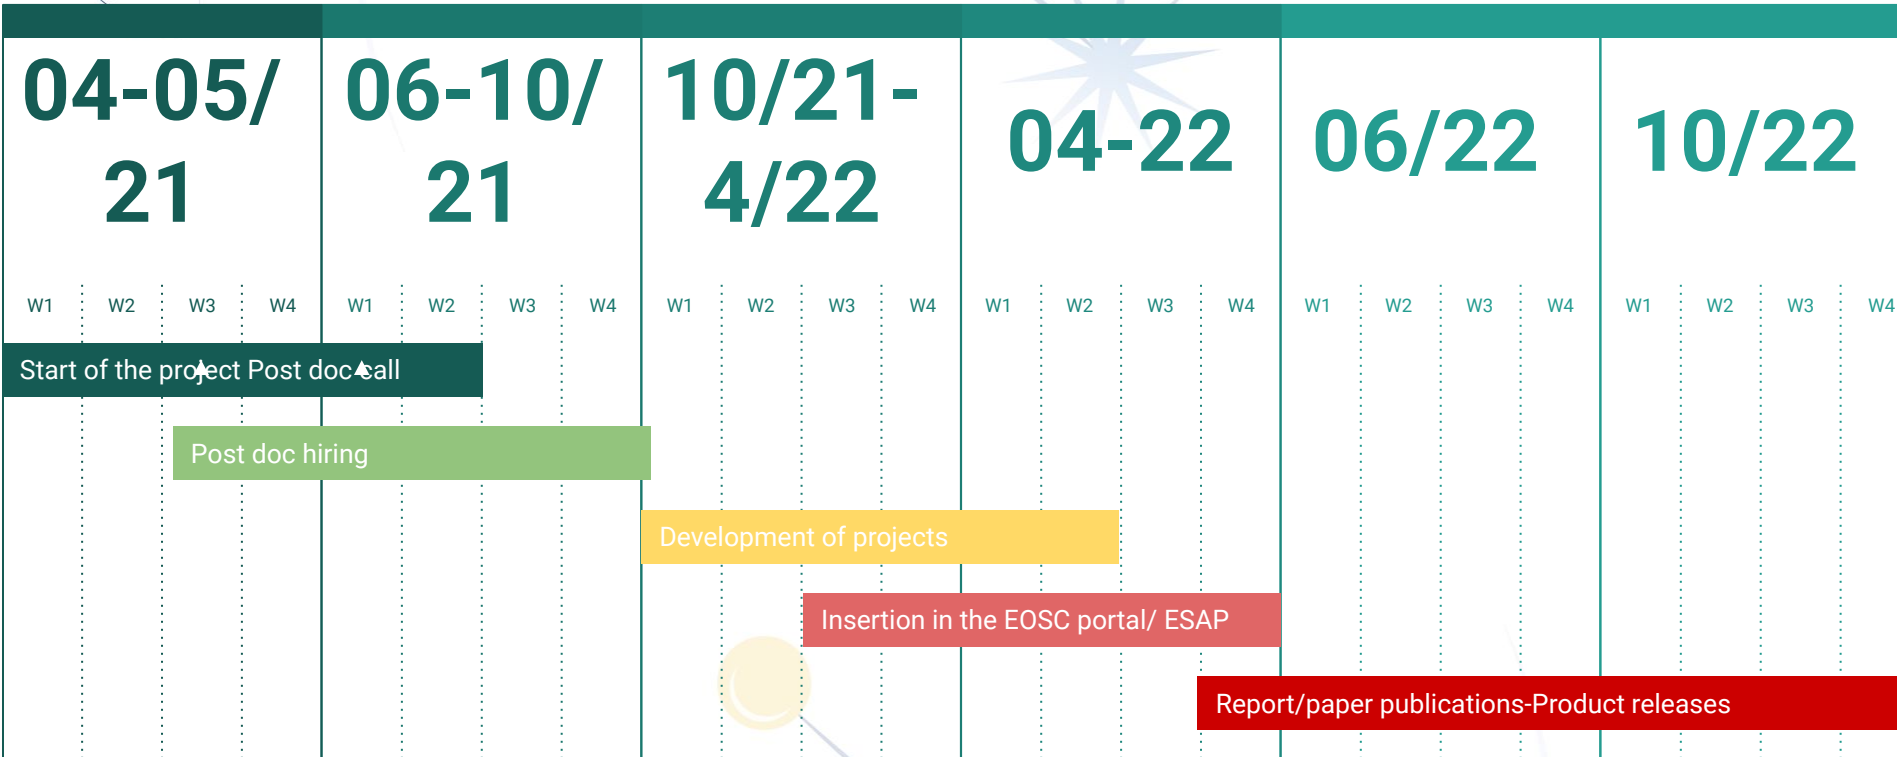 04-05/
21
06-10/
21
10/21-
4/22
04-22
06/22
10/22
W1 W2 W3 W4 W1 W2 W3 W4 W1 W2 W3 W4 W1 W2 W3 W4 W1 W2 W3 W4 W1 W2 W3 W4
Start of the project Post doc call
Post doc hiring
Development of projects
Insertion in the EOSC portal/ ESAP
Report/paper publications-Product releases